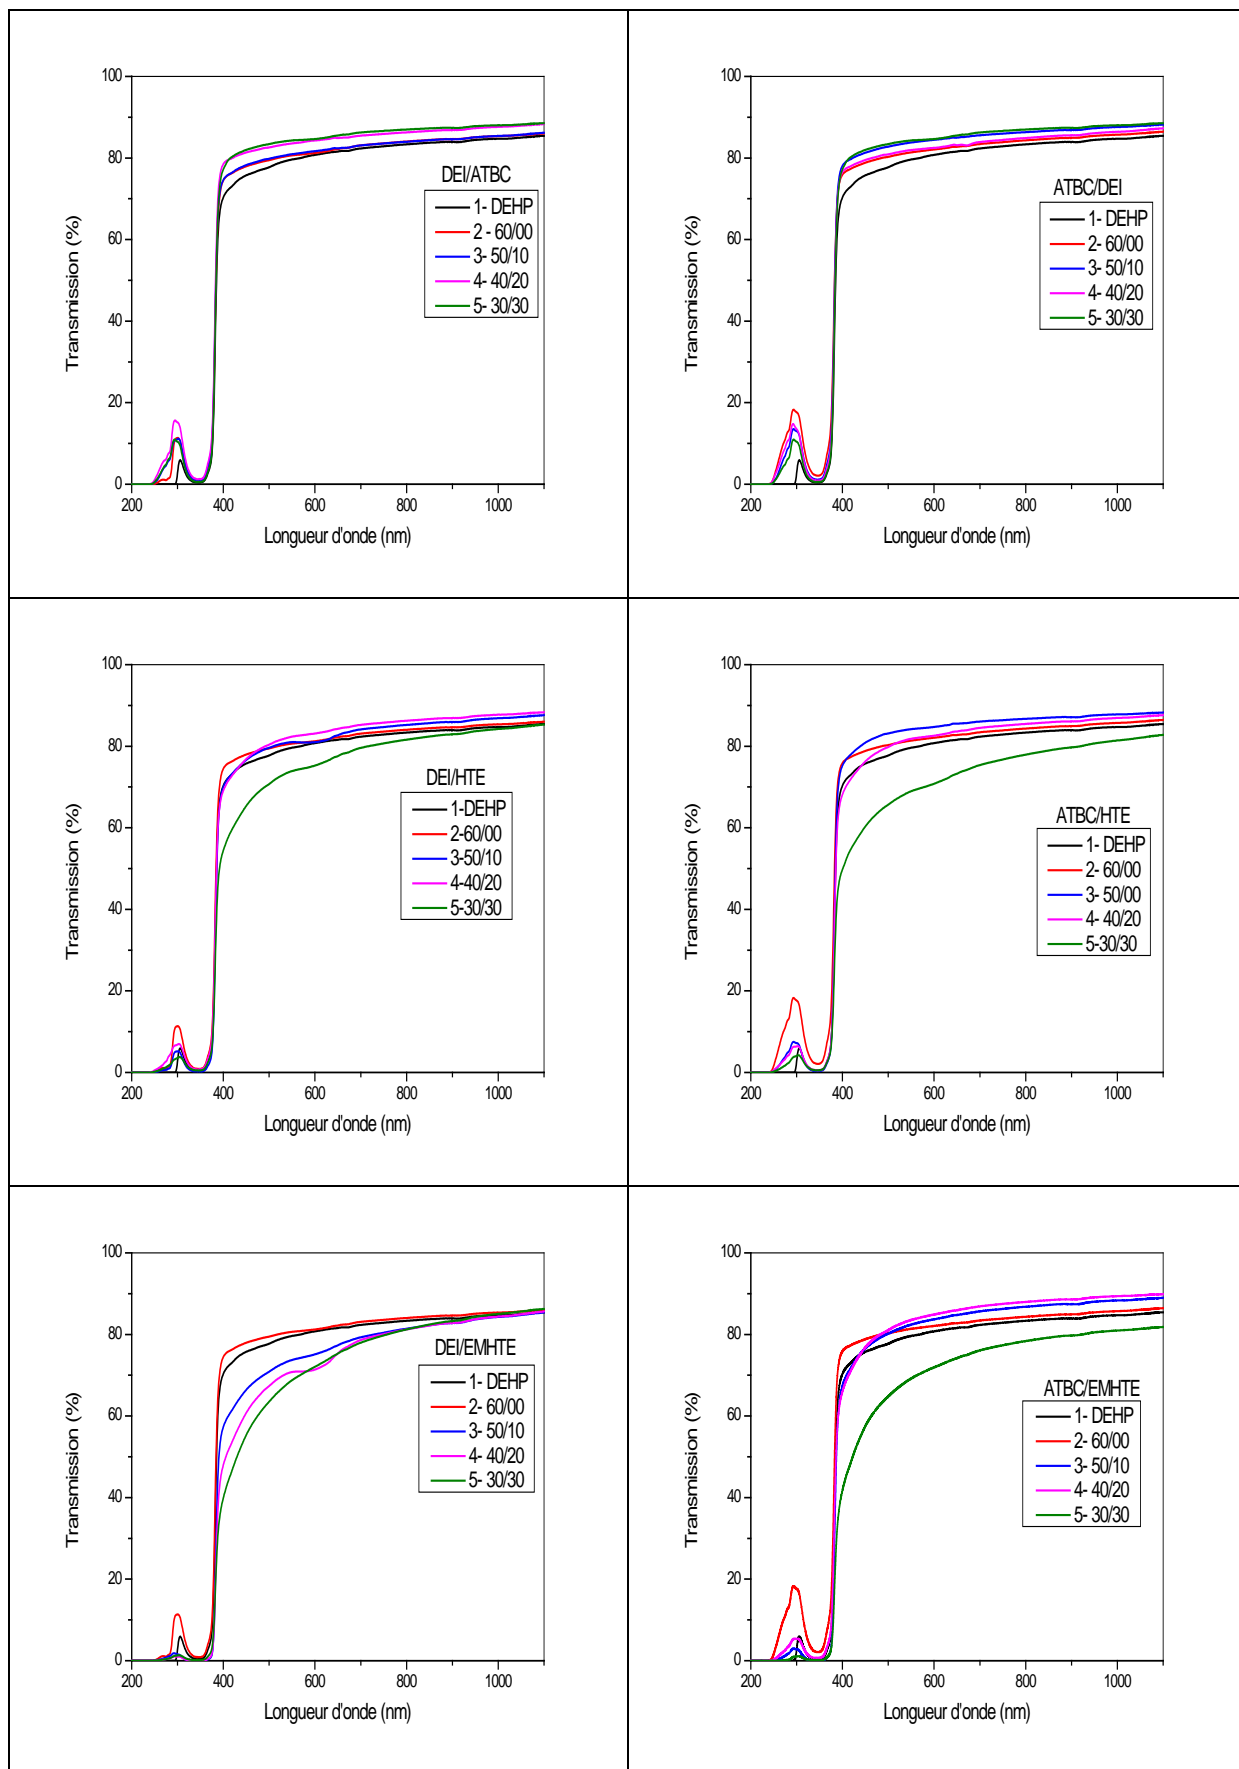 100
80
60
40
20
0
Transmission (%)
DEI/ATBC
1- DEHP
2 - 60/00
3- 50/10
4- 40/20
5- 30/30
200 400 600 800 1000
Longueur d'onde (nm)
100
80
60
40
20
0
Transmission (%)
ATBC/DEI
1- DEHP
2- 60/00
3- 50/10
4- 40/20
5- 30/30
200 400 600 800 1000
Longueur d'onde (nm)
100
80
60
40
20
0
Transmission (%)
DEI/HTE
1-DEHP
2-60/00
3-50/10
4-40/20
5-30/30
200 400 600 800 1000
Longueur d'onde (nm)
100
80
60
40
20
0
Transmission (%)
ATBC/HTE
1- DEHP
2- 60/00
3- 50/00
4- 40/20
5-30/30
200 400 600 800 1000
Longueur d'onde (nm)
100
80
60
40
20
0
Transmission (%)
DEI/EMHTE
1- DEHP
2- 60/00
3- 50/10
4- 40/20
5- 30/30
200 400 600 800 1000
Longueur d'onde (nm)
100
80
60
40
20
0
Transmission (%)
ATBC/EMHTE
1- DEHP
2- 60/00
3- 50/10
4- 40/20
5- 30/30
200 400 600 800 1000
Longueur d'onde (nm)